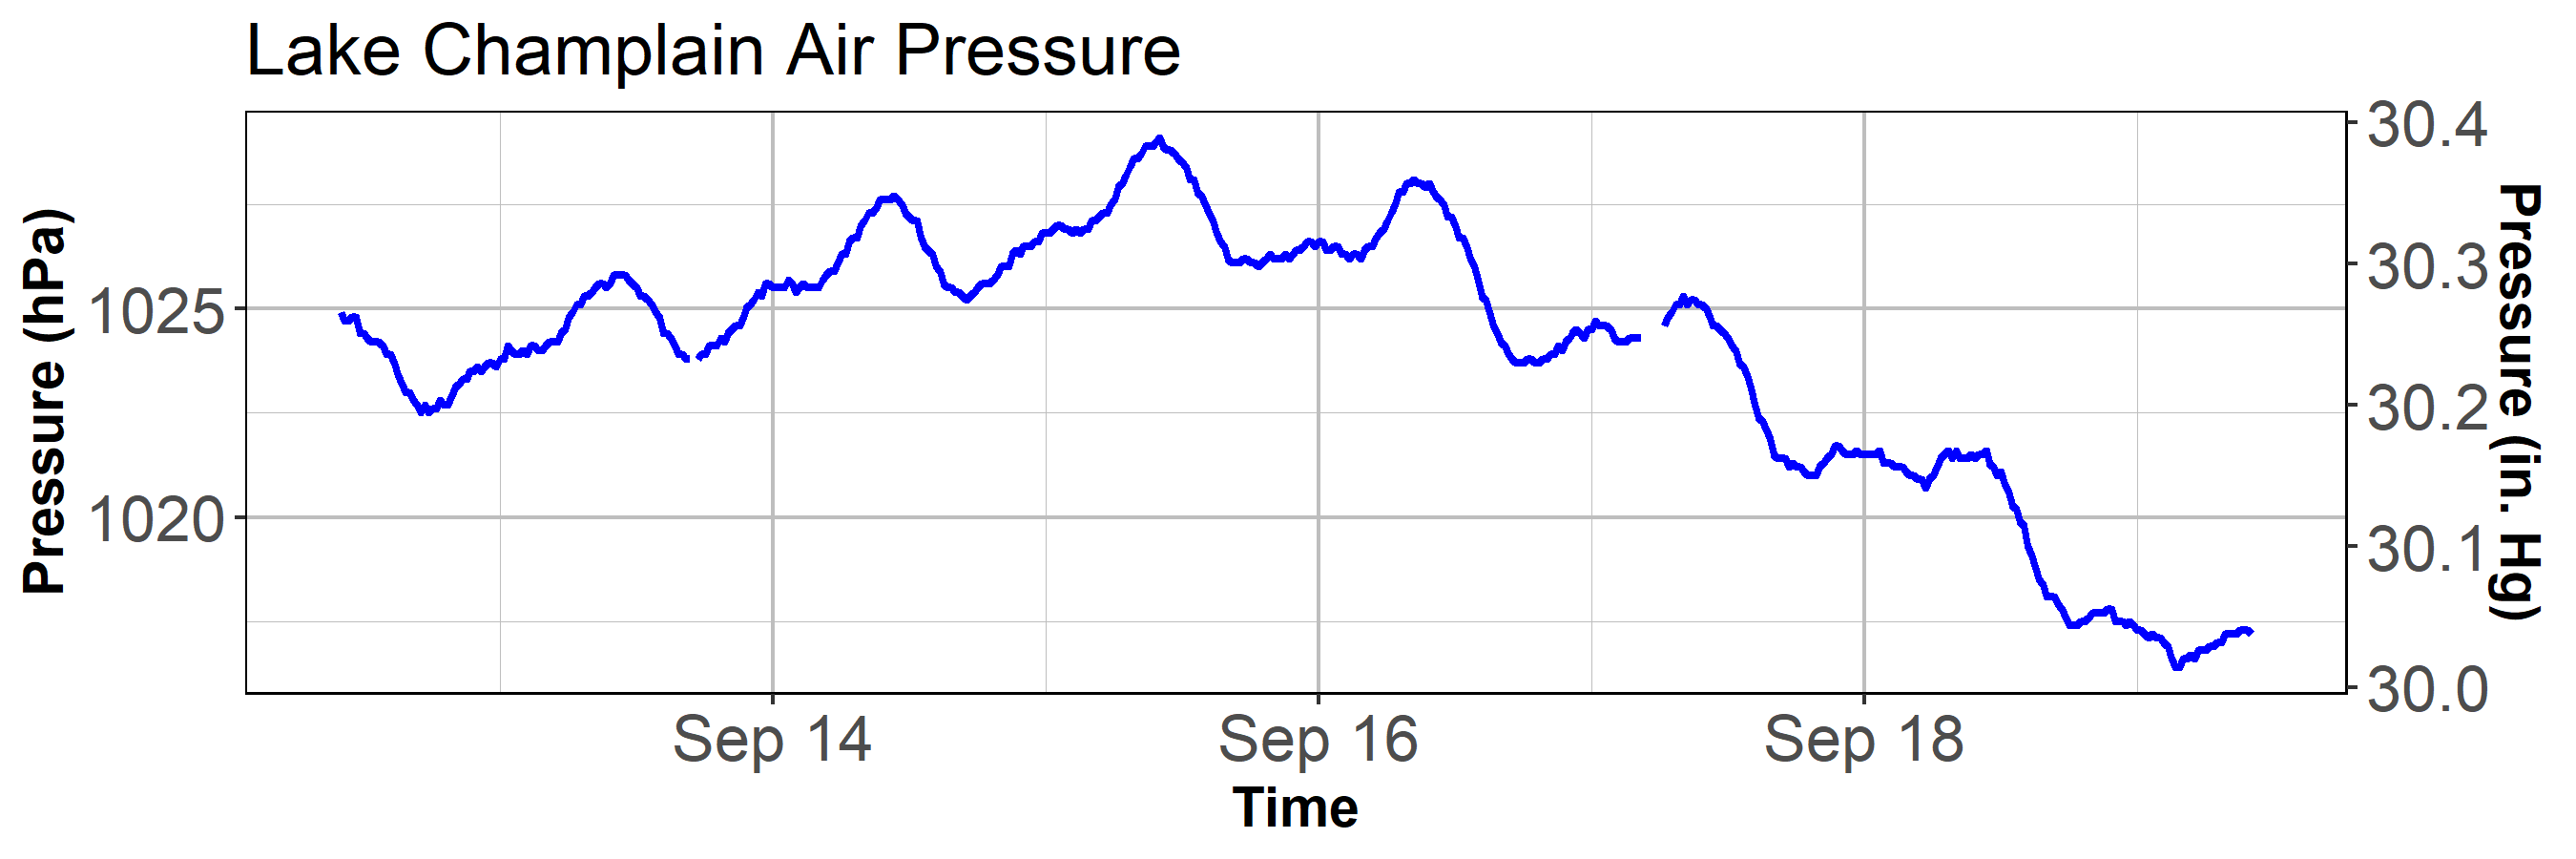 Lake Champlain Air Pressure
Pressure (hPa)
1025
1020
30.4
30.3
30.2
30.1
30.0
Pressure (in. Hg)
Sep 14
Sep 16
Sep 18
Time